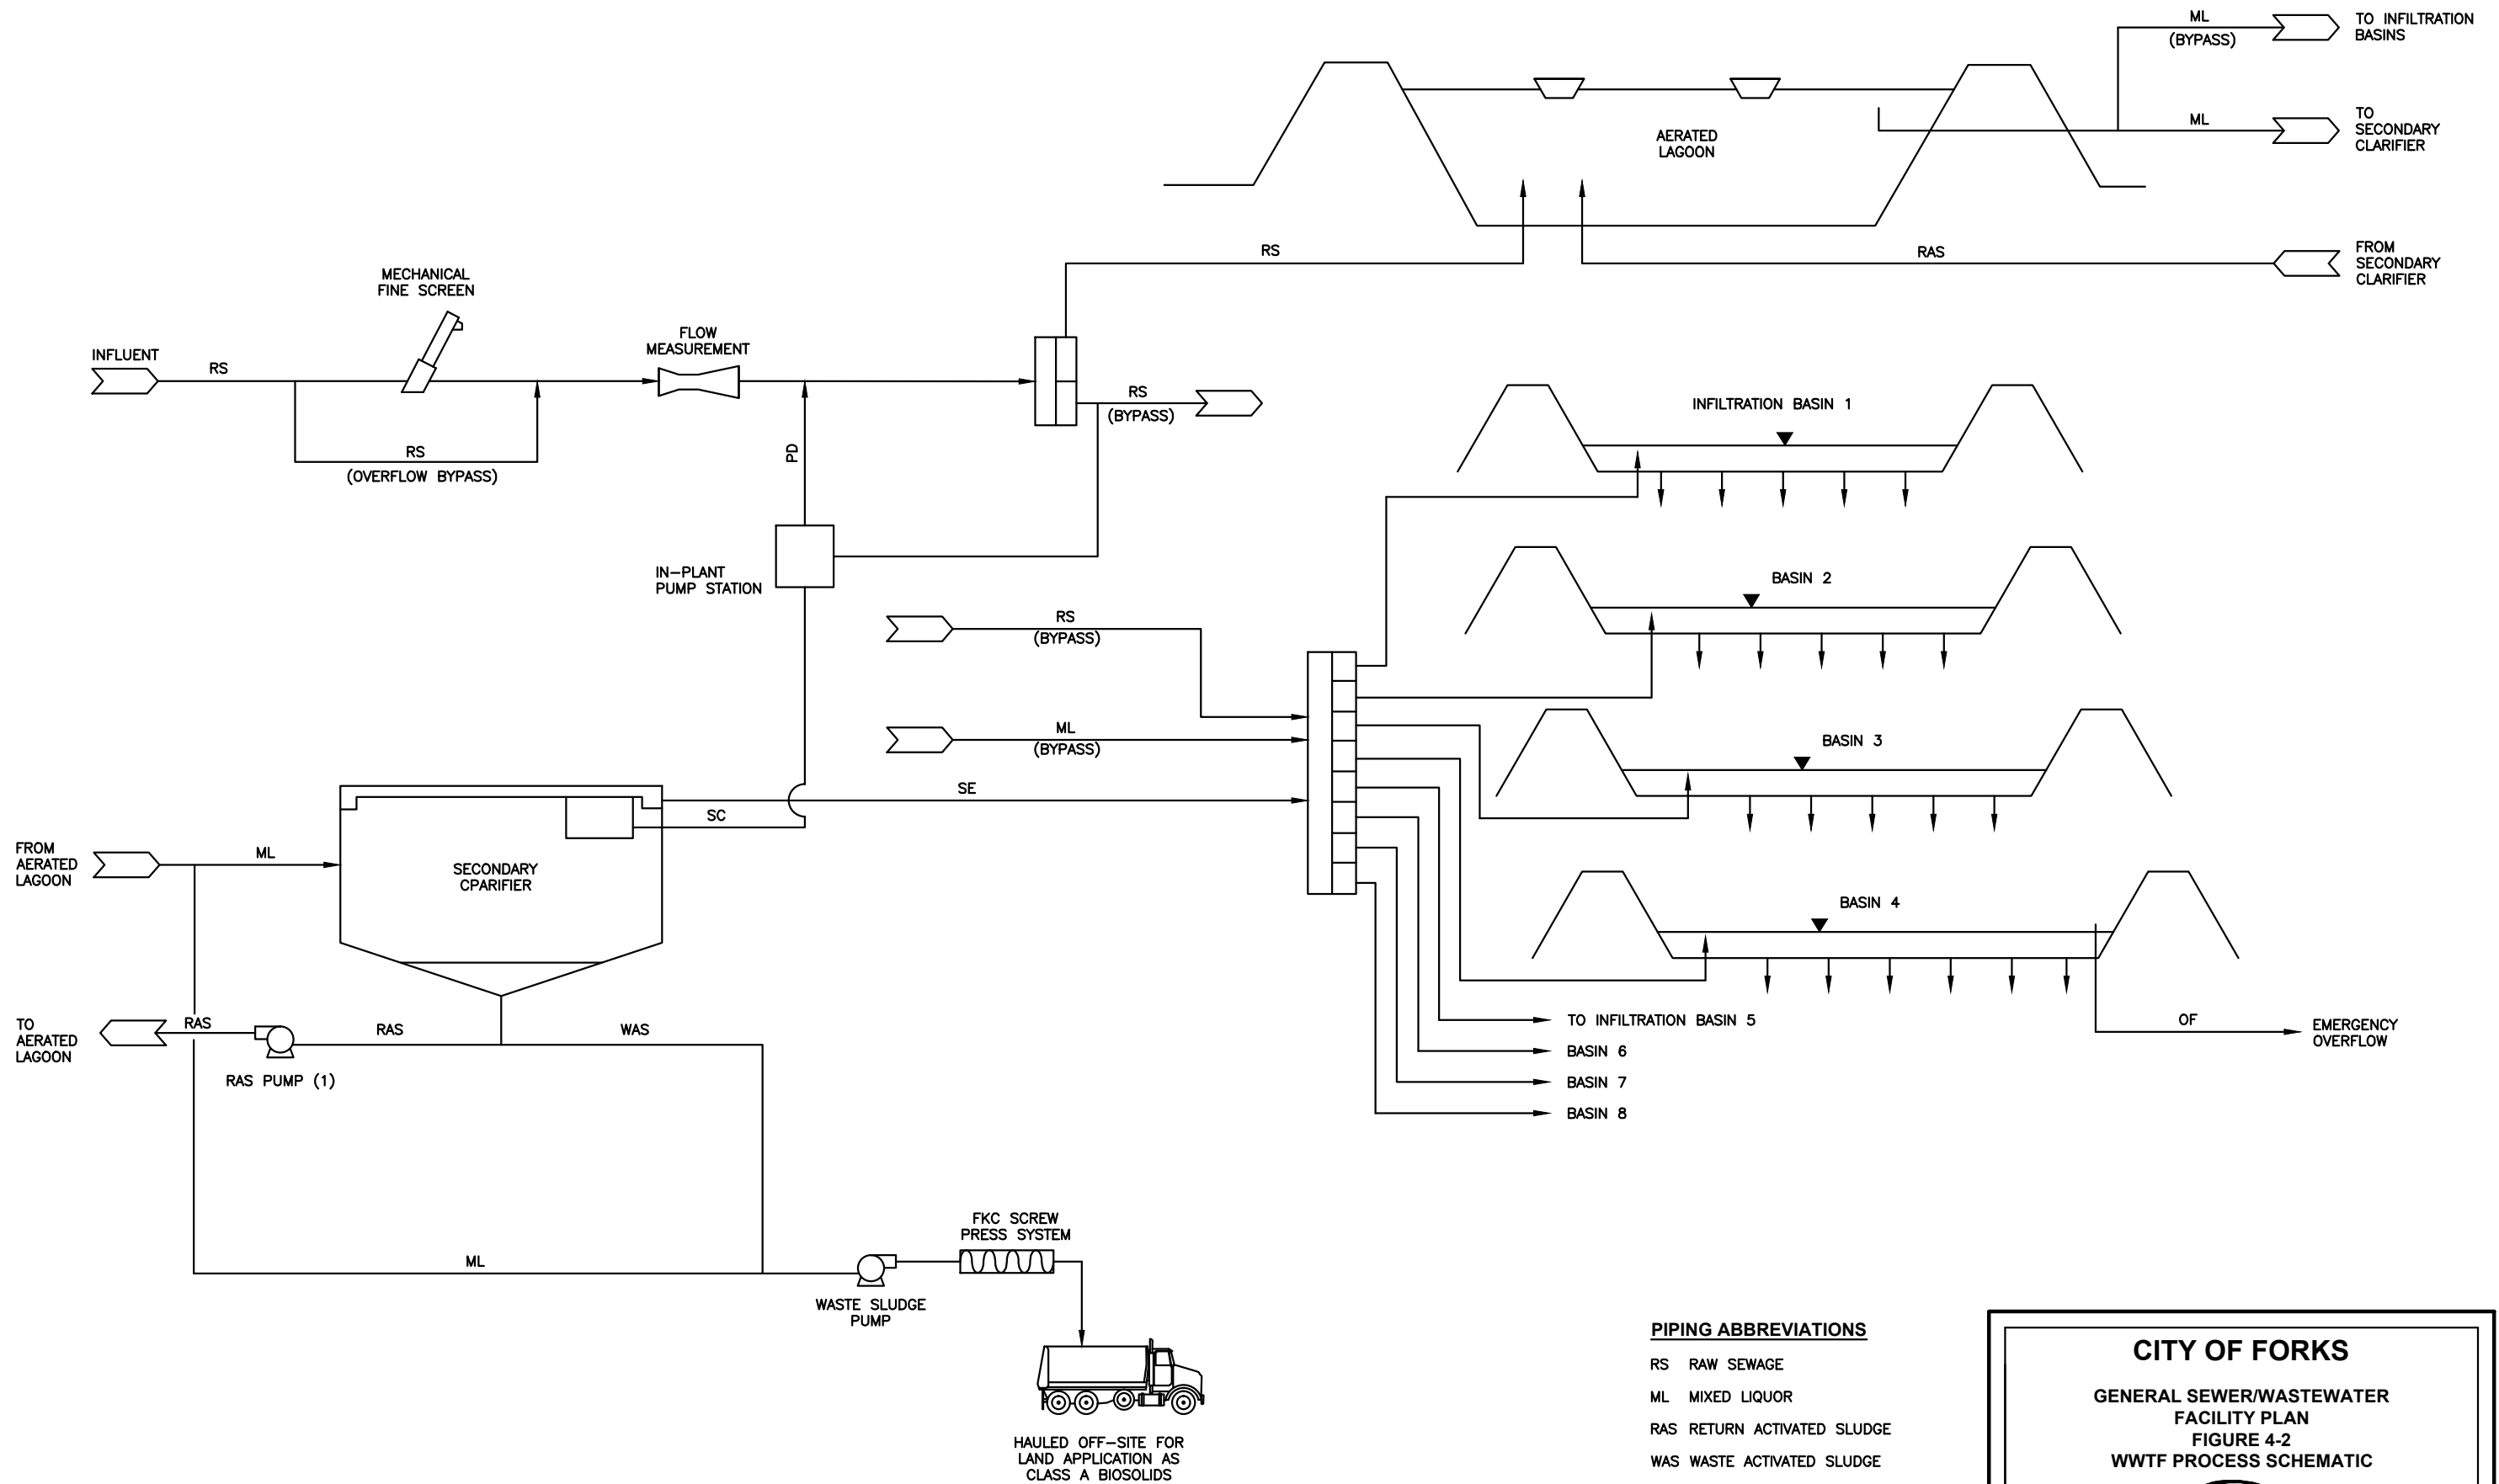 ML
(BYPASS)
TO INFILTRATION
BASINS
AERATED
LAGOON
ML
TO
SECONDARY
CLARIFIER
RS
RAS
FROM
SECONDARY
CLARIFIER
MECHANICAL
FINE SCREEN
INFLUENT
RS
FLOW
MEASUREMENT
RS
(OVERFLOW BYPASS)
PD
RS
(BYPASS)
INFILTRATION BASIN 1
IN-PLANT
PUMP STATION
BASIN 2
RS
(BYPASS)
ML
(BYPASS)
BASIN 3
SE
SC
FROM
AERATED
LAGOON
ML
SECONDARY
CPARIFIER
BASIN 4
TO
AERATED
LAGOON
RAS
RAS
WAS
RAS PUMP (1)
TO INFILTRATION BASIN 5
BASIN 6
BASIN 7
BASIN 8
OF
EMERGENCY
OVERFLOW
ML
FKC SCREW
PRESS SYSTEM
WASTE SLUDGE
PUMP
HAULED OFF-SITE FOR
LAND APPLICATION AS
CLASS A BIOSOLIDS
PIPING ABBREVIATIONS
RS RAW SEWAGE
ML MIXED LIQUOR
RAS RETURN ACTIVATED SLUDGE
WAS WASTE ACTIVATED SLUDGE
CITY OF FORKS
GENERAL SEWER/WASTEWATER
FACILITY PLAN
FIGURE 4-2
WWTF PROCESS SCHEMATIC